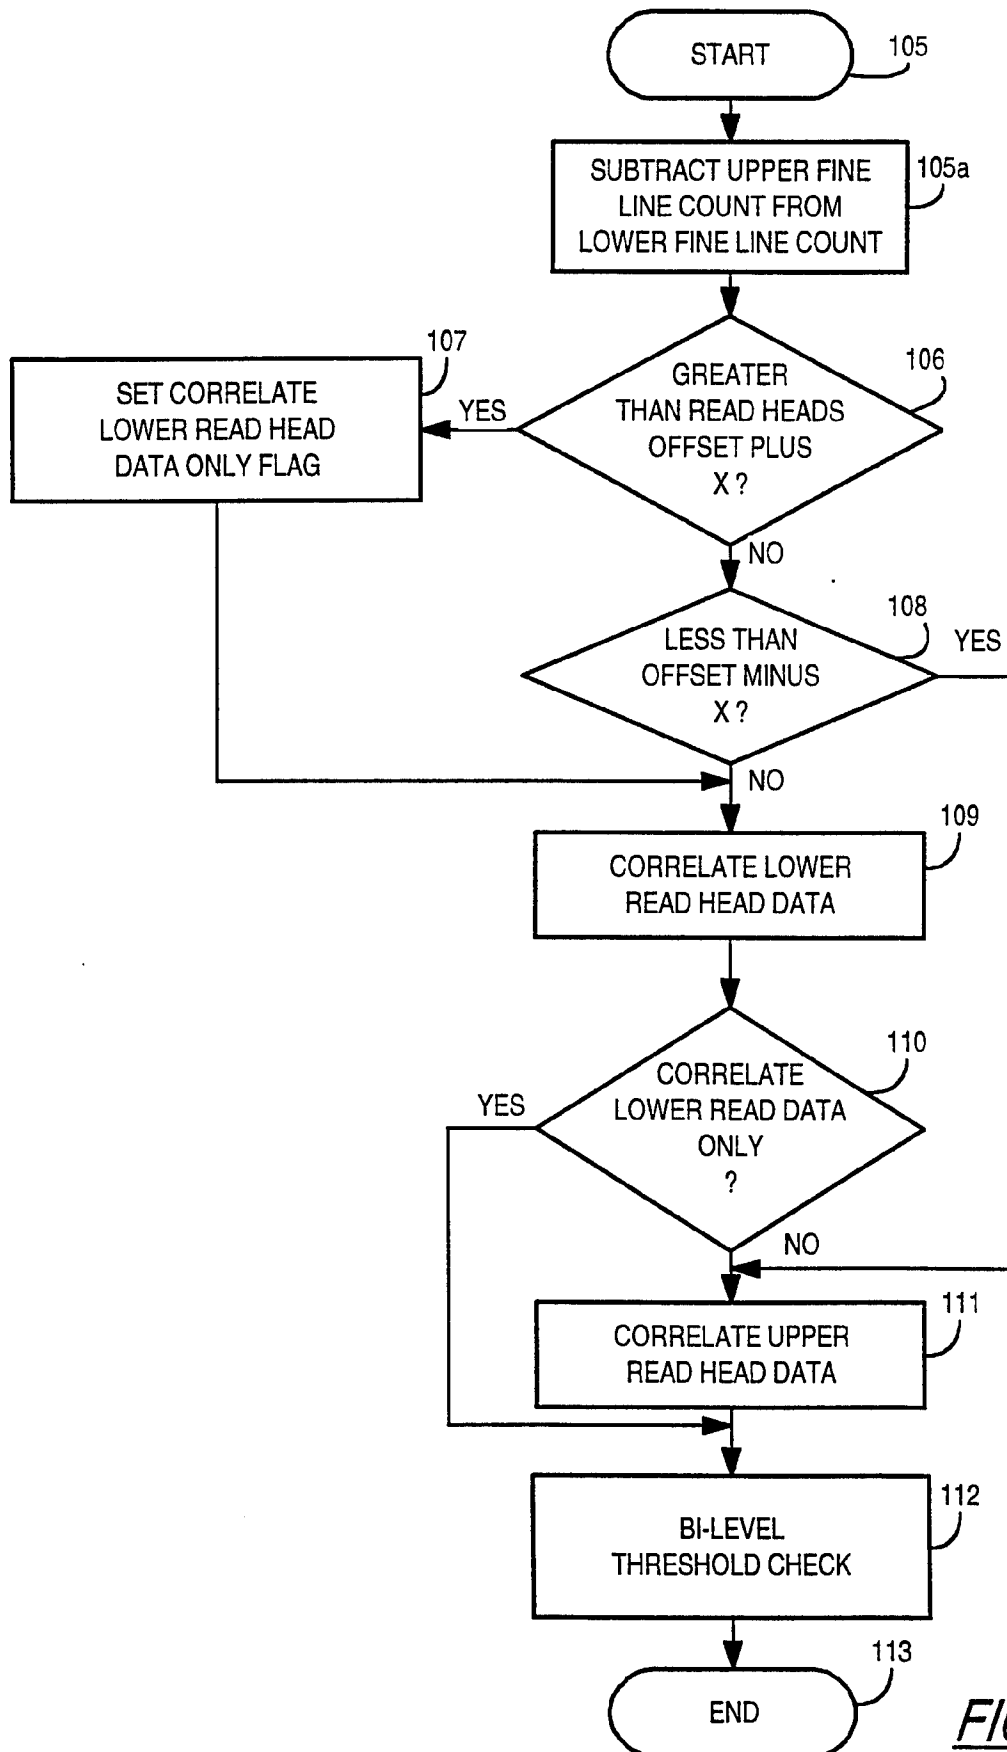 START
105
SUBTRACT UPPER FINE
LINE COUNT FROM
LOWER FINE LINE COUNT
105a
107
SET CORRELATE
LOWER READ HEAD
DATA ONLY FLAG
YES
GREATER
THAN READ HEADS
OFFSET PLUS
X ?
106
NO
LESS THAN
OFFSET MINUS
X ?
108
YES
NO
109
CORRELATE LOWER
READ HEAD DATA
110
CORRELATE
LOWER READ DATA
ONLY
?
YES
NO
111
CORRELATE UPPER
READ HEAD DATA
112
BI-LEVEL
THRESHOLD CHECK
113
END